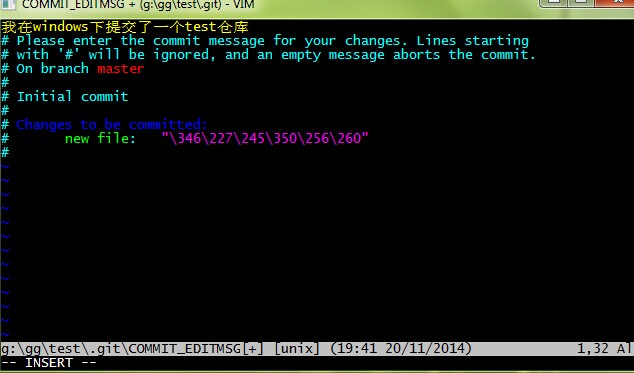 COMMIT_EDITMSG + (g:\gg\test\.git) - VIM
我在windows下提交了一个test仓库
# Please enter the commit message for your changes. Lines starting
# with '#' will be ignored, and an empty message aborts the commit.
# On branch master
#
# Initial commit
#
# Changes to be committed:
#       new file:   "\346\227\245\350\256\260"
#
~
~
~
~
~
~
~
~
~
~
~
~
~
g:\gg\test\.git\COMMIT_EDITMSG[+] [unix] (19:41 20/11/2014) 1,32 Al
-- INSERT --